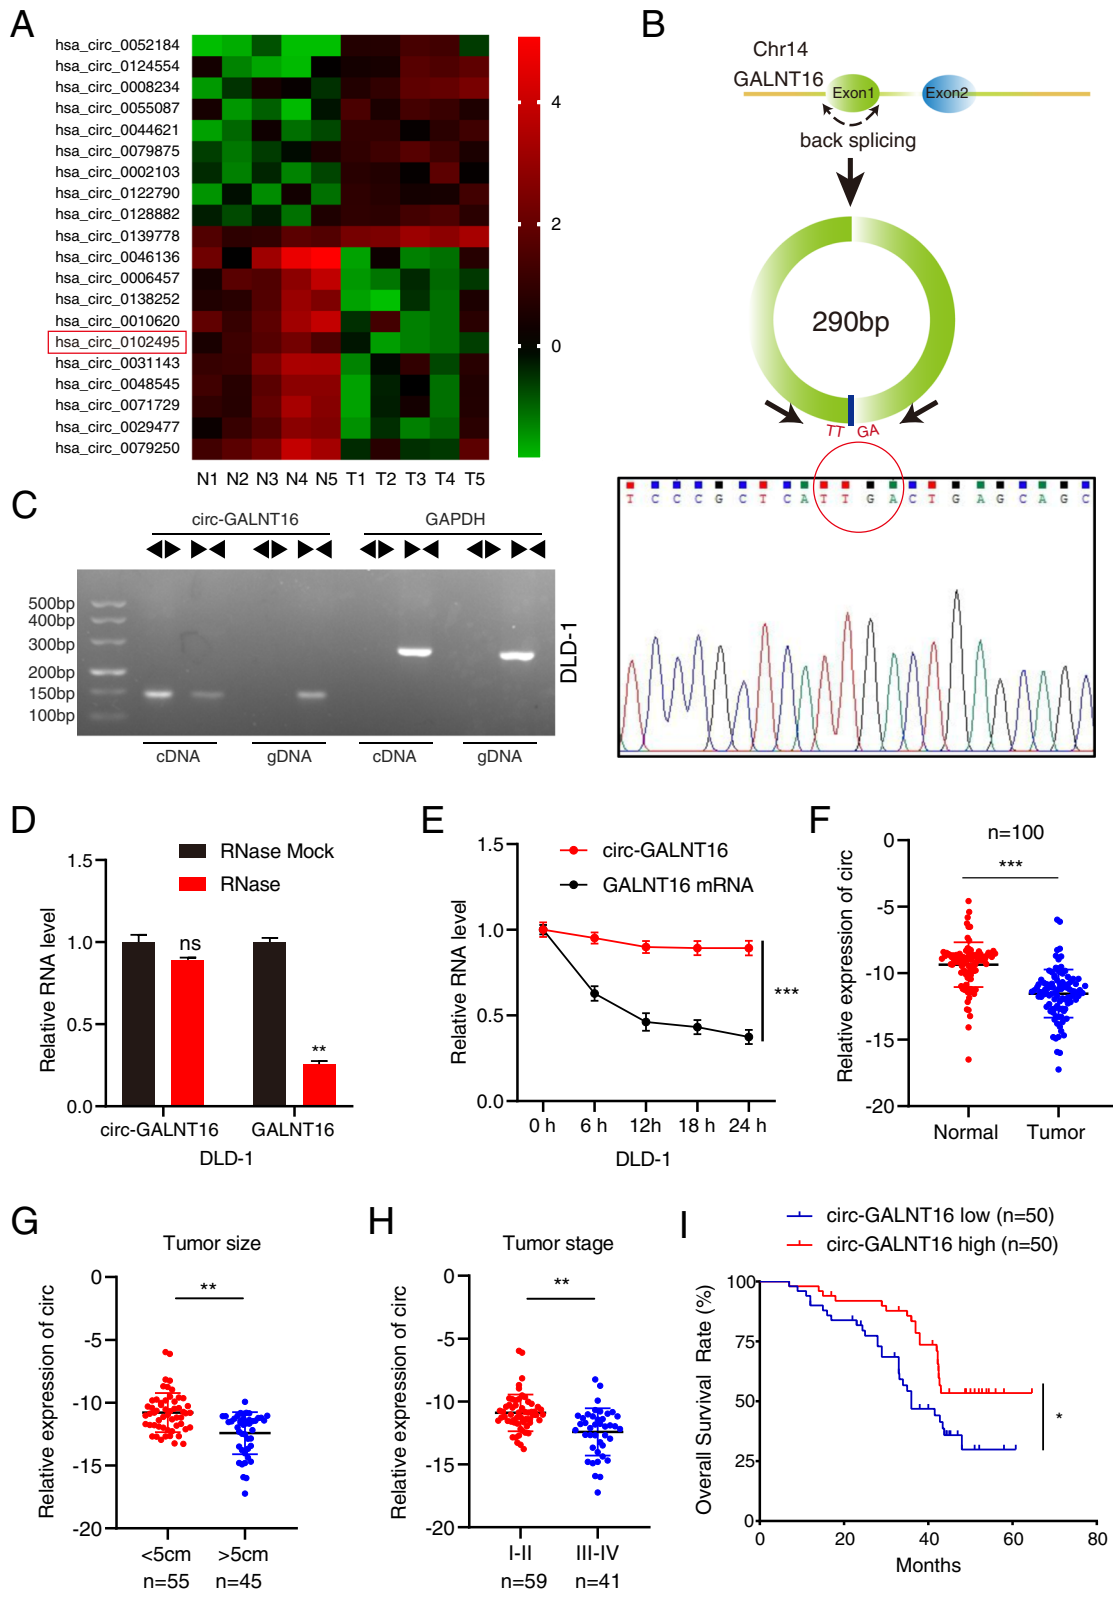 A
hsa_circ_0052184
hsa_circ_0124554
hsa_circ_0008234
hsa_circ_0055087
hsa_circ_0044621
hsa_circ_0079875
hsa_circ_0002103
hsa_circ_0122790
hsa_circ_0128882
hsa_circ_0139778
hsa_circ_0046136
hsa_circ_0006457
hsa_circ_0138252
hsa_circ_0010620
hsa_circ_0102495
hsa_circ_0031143
hsa_circ_0048545
hsa_circ_0071729
hsa_circ_0029477
hsa_circ_0079250
N1 N2 N3 N4 N5 T1 T2 T3 T4 T5
4
2
0
B
Chr14
GALNT16
Exon1
Exon2
back splicing
290bp
TT GA
T C C C G C T C A T T G A C T G A G C A G C
C
circ-GALNT16 GAPDH
500bp
400bp
300bp
200bp
150bp
100bp
DLD-1
cDNA gDNA cDNA gDNA
D
RNase Mock
RNase
Relative RNA level
1.5
1.0
0.5
0.0
ns
**
circ-GALNT16 GALNT16
DLD-1
E
circ-GALNT16
GALNT16 mRNA
Relative RNA level
1.5
1.0
0.5
0.0
***
0 h 6 h 12h 18 h 24 h
DLD-1
F
n=100
***
Relative expression of circ
0
-5
-10
-15
-20
Normal Tumor
G
Tumor size
**
Relative expression of circ
0
-5
-10
-15
-20
<5cm >5cm
n=55 n=45
H
Tumor stage
**
Relative expression of circ
0
-5
-10
-15
-20
I-II III-IV
n=59 n=41
I
circ-GALNT16 low (n=50)
circ-GALNT16 high (n=50)
Overall Survival Rate (%)
100
75
50
25
0
*
0 20 40 60 80
Months